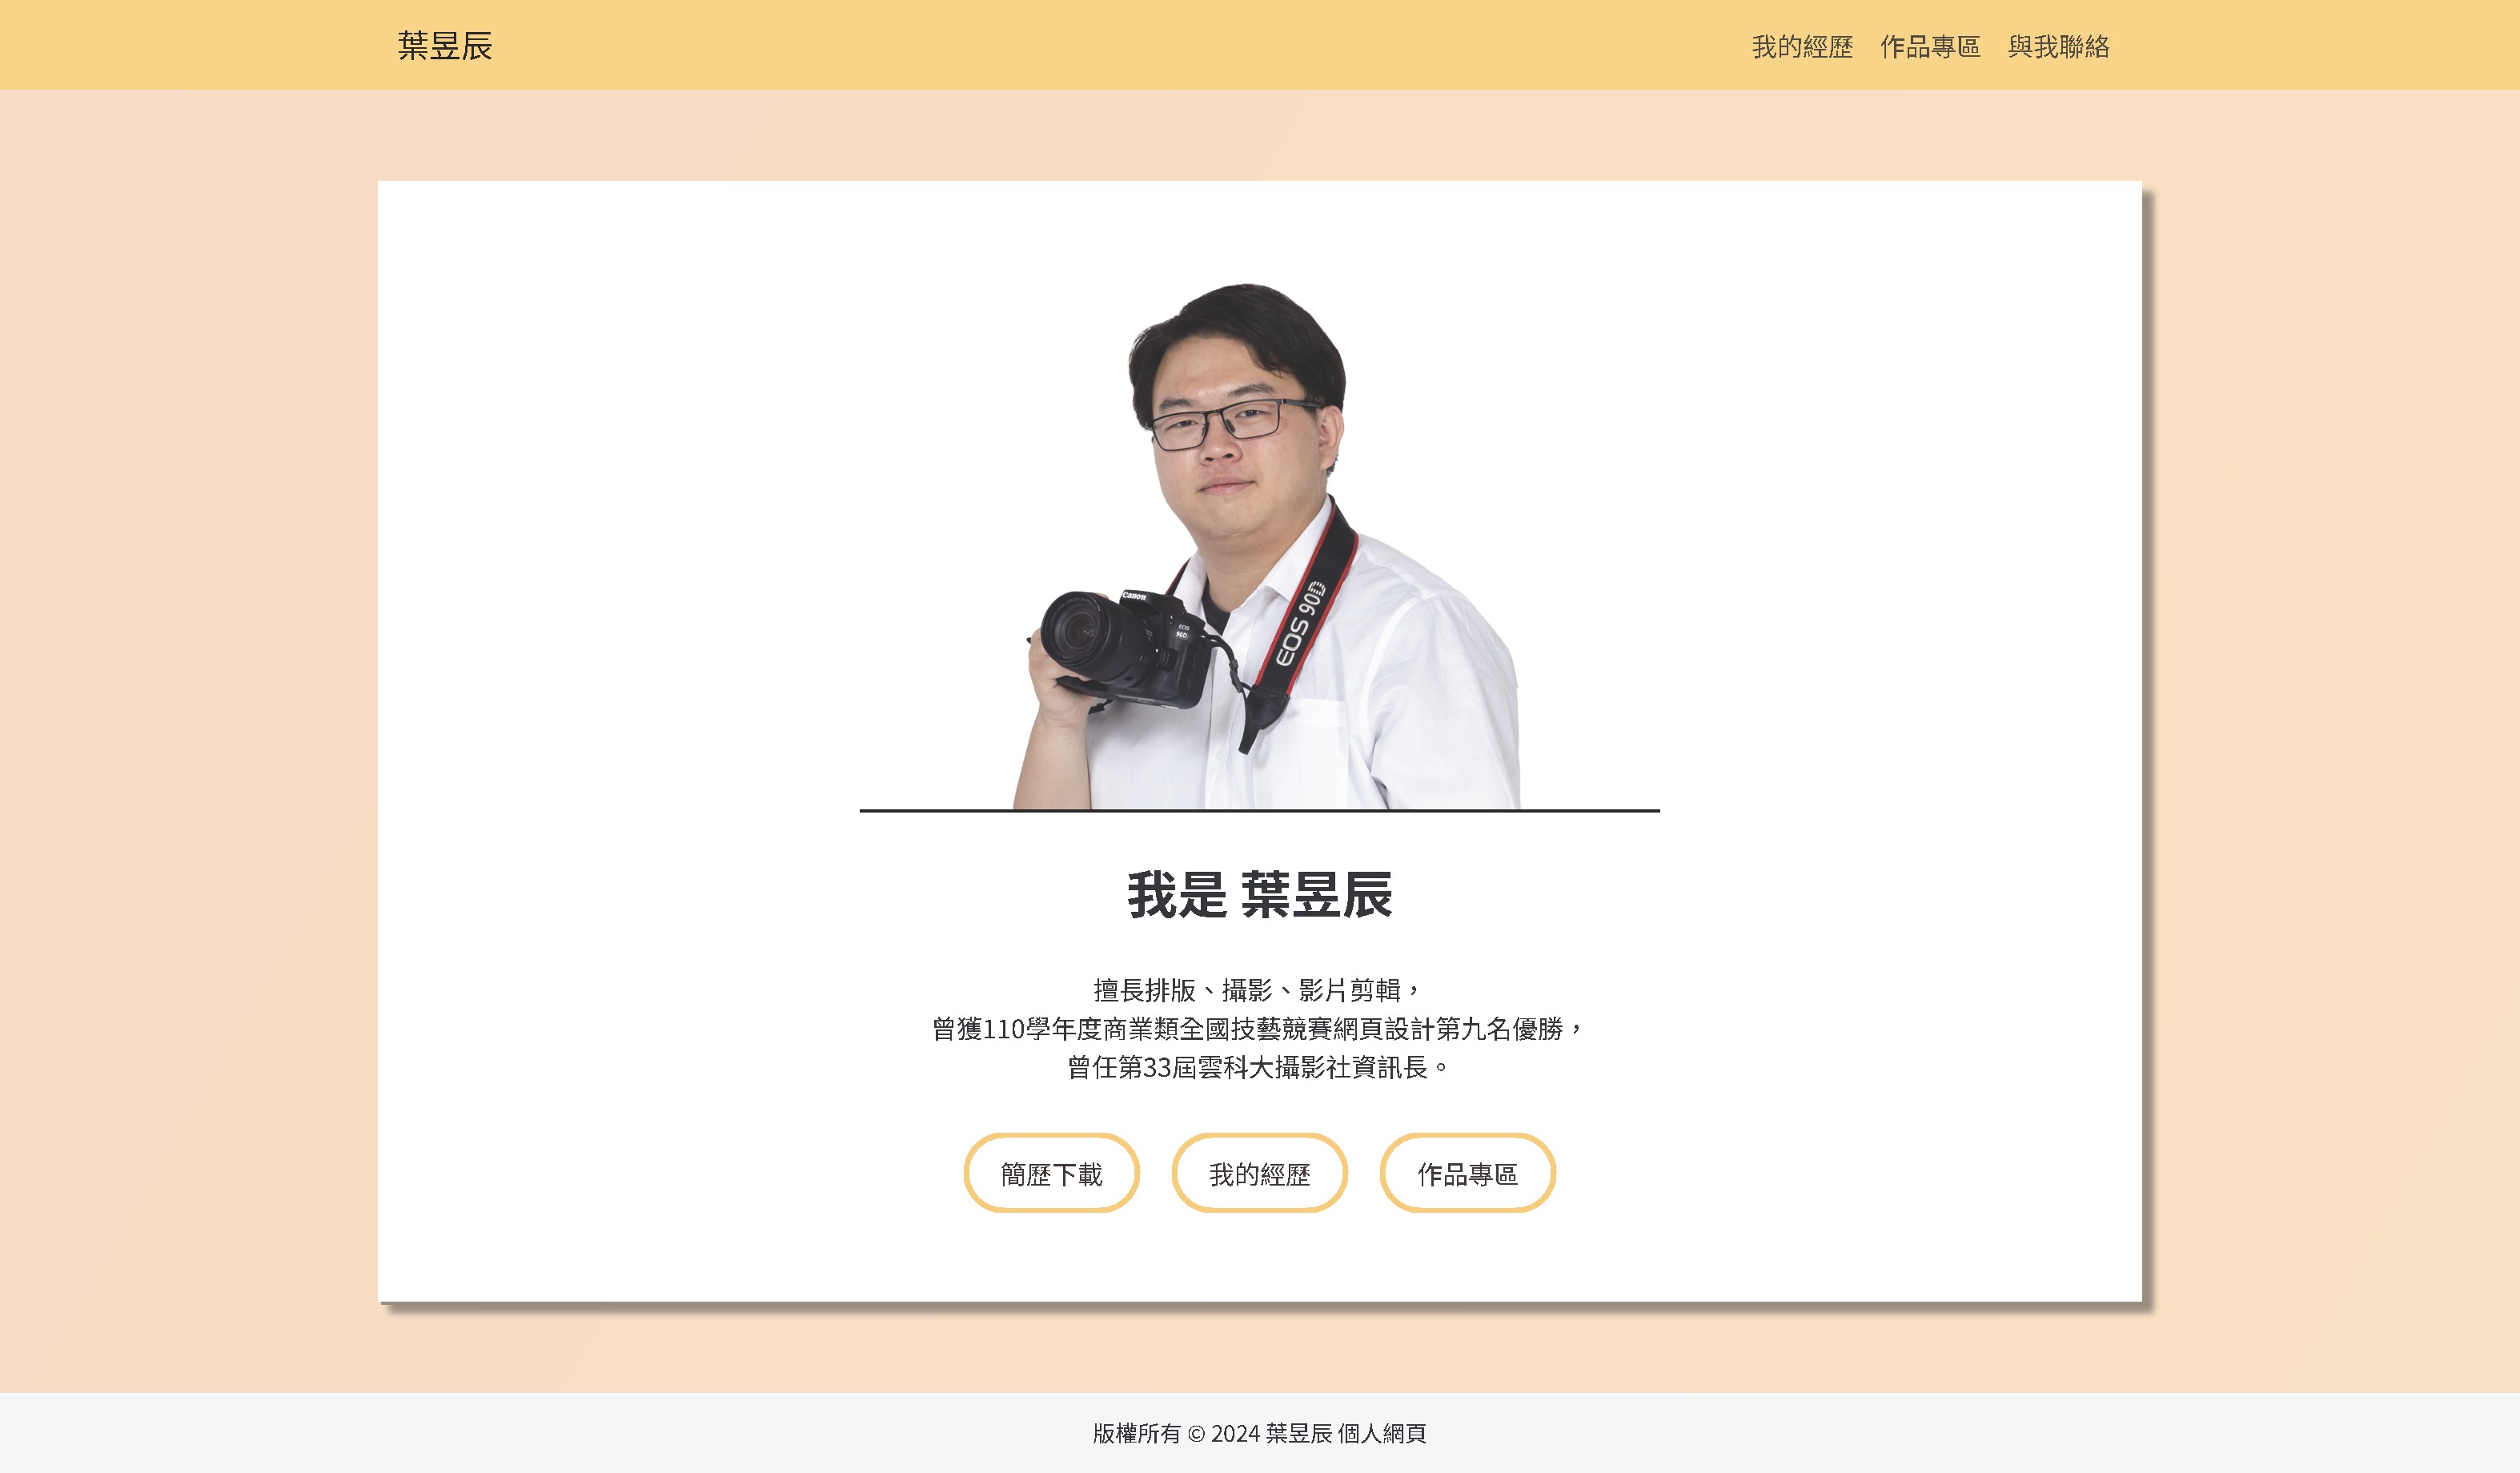 葉昱辰
我的經歷 作品專區 與我聯絡
Canon
EOS
90D
EOS 90D
我是 葉昱辰
擅長排版、攝影、影片剪輯，
曾獲110學年度商業類全國技藝競賽網頁設計第九名優勝，
曾任第33屆雲科大攝影社資訊長。
簡歷下載 我的經歷 作品專區
版權所有 © 2024 葉昱辰 個人網頁